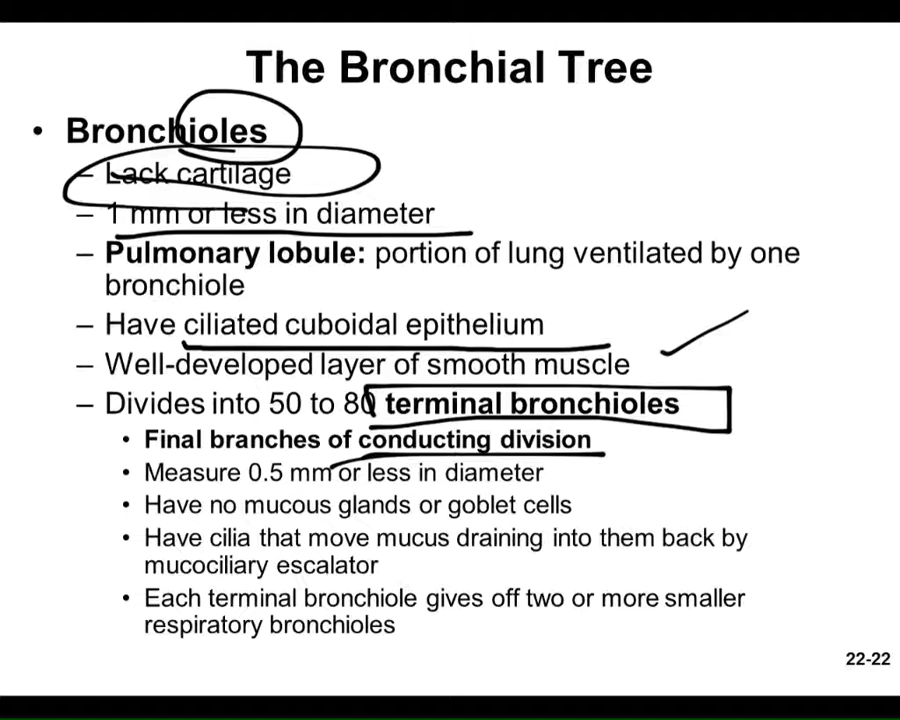 The Bronchial Tree
• Bronchioles
– Lack cartilage
– 1 mm or less in diameter
– Pulmonary lobule: portion of lung ventilated by one
bronchiole
– Have ciliated cuboidal epithelium
– Well-developed layer of smooth muscle
– Divides into 50 to 80 terminal bronchioles
• Final branches of conducting division
• Measure 0.5 mm or less in diameter
• Have no mucous glands or goblet cells
• Have cilia that move mucus draining into them back by
mucociliary escalator
• Each terminal bronchiole gives off two or more smaller
respiratory bronchioles
22-22